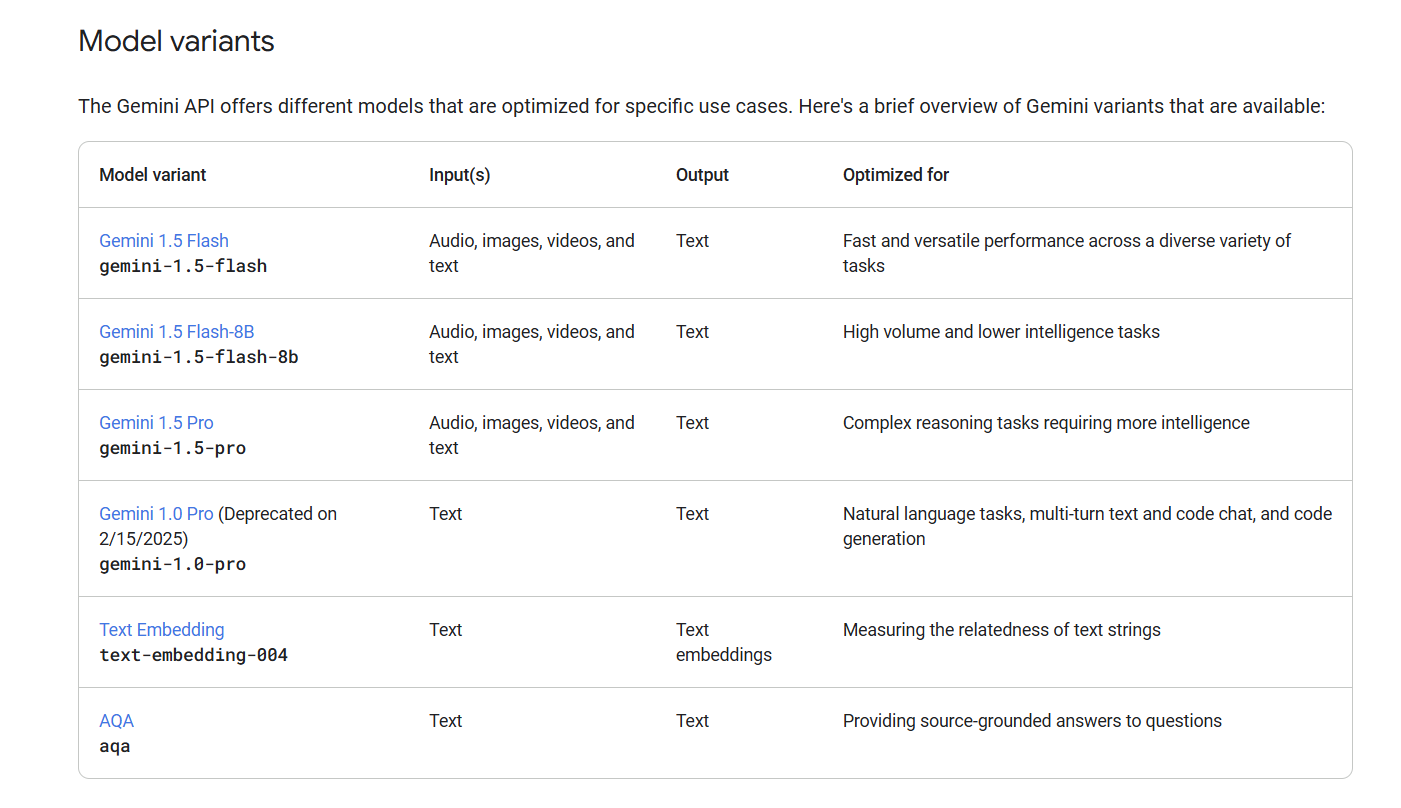 Model variants
The Gemini API offers different models that are optimized for specific use cases. Here's a brief overview of Gemini variants that are available:
Model variant Input(s) Output Optimized for
Gemini 1.5 Flash Audio, images, videos, and Text Fast and versatile performance across a diverse variety of
gemini-1.5-flash text tasks
Gemini 1.5 Flash-8B Audio, images, videos, and Text High volume and lower intelligence tasks
gemini-1.5-flash-8b text
Gemini 1.5 Pro Audio, images, videos, and Text Complex reasoning tasks requiring more intelligence
gemini-1.5-pro text
Gemini 1.0 Pro (Deprecated on Text Text Natural language tasks, multi-turn text and code chat, and code
2/15/2025) generation
gemini-1.0-pro
Text Embedding Text Text Measuring the relatedness of text strings
text-embedding-004 embeddings
AQA Text Text Providing source-grounded answers to questions
aqa